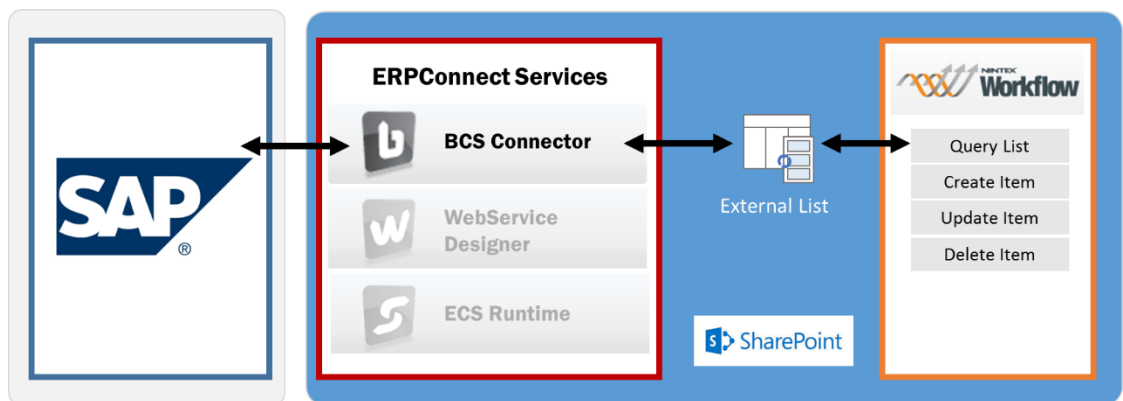 SAP
®
ERPConnect Services
BCS Connector
WebService
Designer
ECS Runtime
External List
SharePoint
NINTEX
Workflow
Query List
Create Item
Update Item
Delete Item